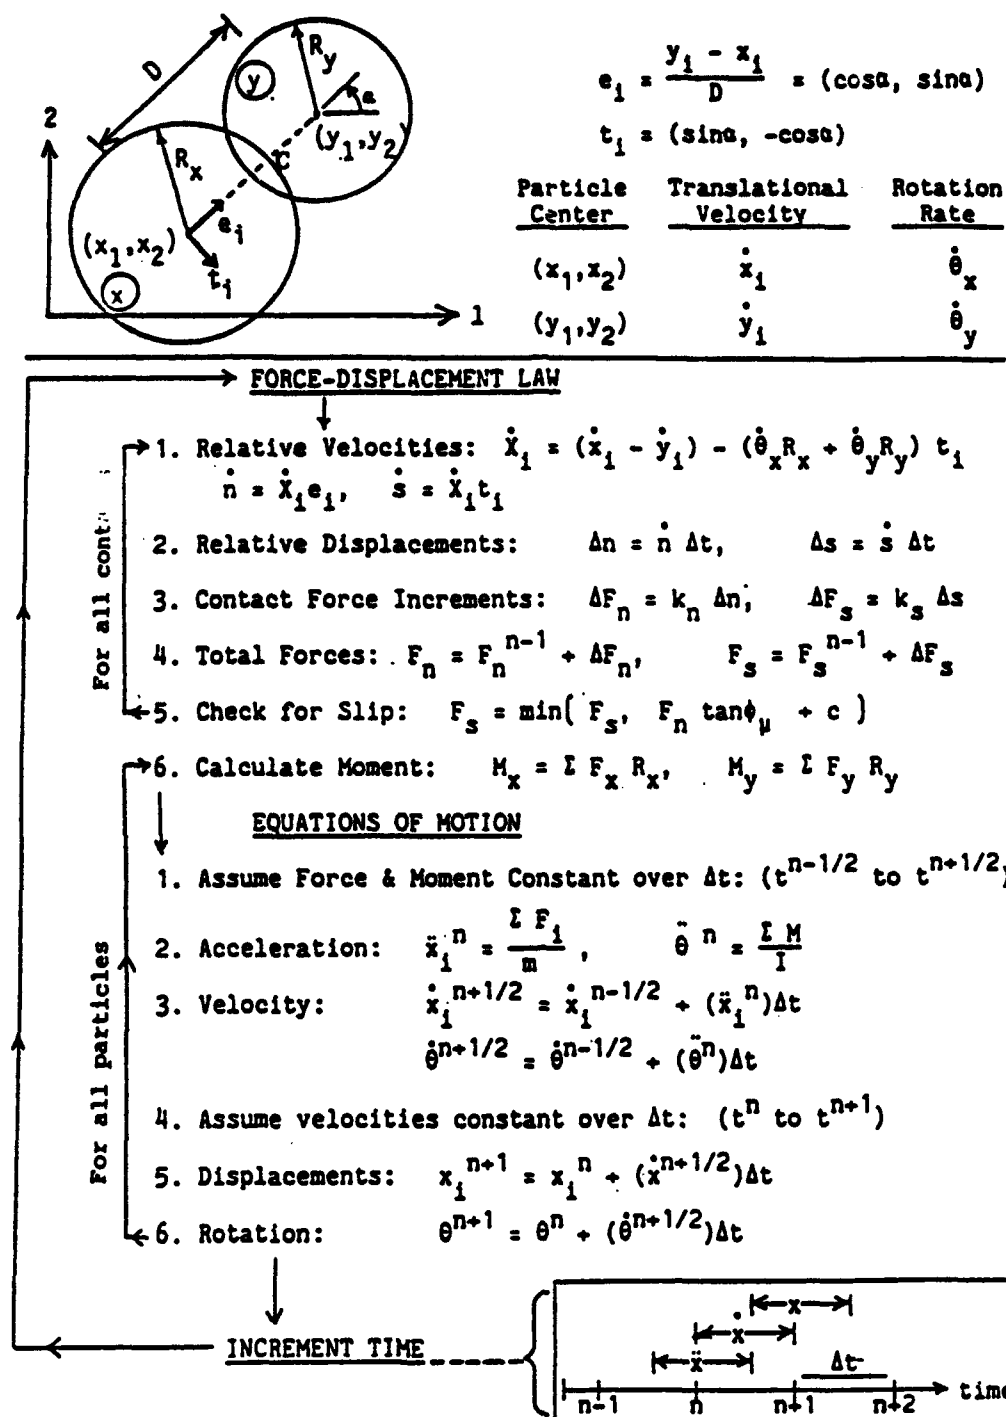 D
R_y
y
α
2
(y_1,y_2)
R_x
c
e_i
(x_1,x_2)
t_i
x
1
e_i = (y_i - x_i) / D = (cosα, sinα)
t_i = (sinα, -cosα)
Particle Center Translational Velocity Rotation Rate
(x_1,x_2) ẋ_i θ̇_x
(y_1,y_2) ẏ_i θ̇_y
FORCE-DISPLACEMENT LAW
1. Relative Velocities: Ẋ_i = (ẋ_i - ẏ_i) - (θ̇_x R_x + θ̇_y R_y) t_i
ṅ = Ẋ_i e_i, ṡ = Ẋ_i t_i
2. Relative Displacements: Δn = ṅ Δt, Δs = ṡ Δt
3. Contact Force Increments: ΔF_n = k_n Δn, ΔF_s = k_s Δs
4. Total Forces: F_n = F_n^{n-1} + ΔF_n, F_s = F_s^{n-1} + ΔF_s
5. Check for Slip: F_s = min( F_s, F_n tanϕ_μ + c )
For all cont
6. Calculate Moment: M_x = Σ F_x R_x, M_y = Σ F_y R_y
EQUATIONS OF MOTION
1. Assume Force & Moment Constant over Δt: (t^{n-1/2} to t^{n+1/2})
2. Acceleration: ẍ_i^n = Σ F_i / m , θ̈^n = Σ M / I
3. Velocity: ẋ_i^{n+1/2} = ẋ_i^{n-1/2} + (ẍ_i^n)Δt
θ̇^{n+1/2} = θ̇^{n-1/2} + (θ̈^n)Δt
4. Assume velocities constant over Δt: (t^n to t^{n+1})
5. Displacements: x_i^{n+1} = x_i^n + (ẋ^{n+1/2})Δt
6. Rotation: θ^{n+1} = θ^n + (θ̇^{n+1/2})Δt
For all particles
INCREMENT TIME
x
ẋ
ẍ
Δt
time
n-1 n n+1 n+2